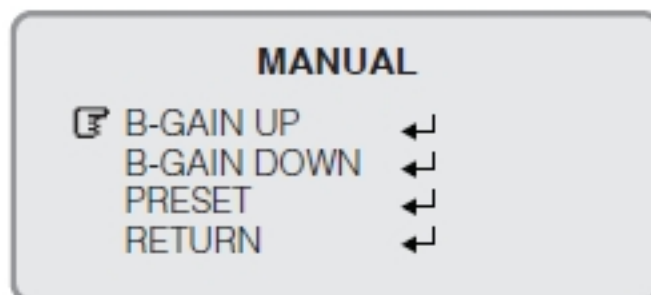 MANUAL
☞ B-GAIN UP ↵
B-GAIN DOWN ↵
PRESET ↵
RETURN ↵